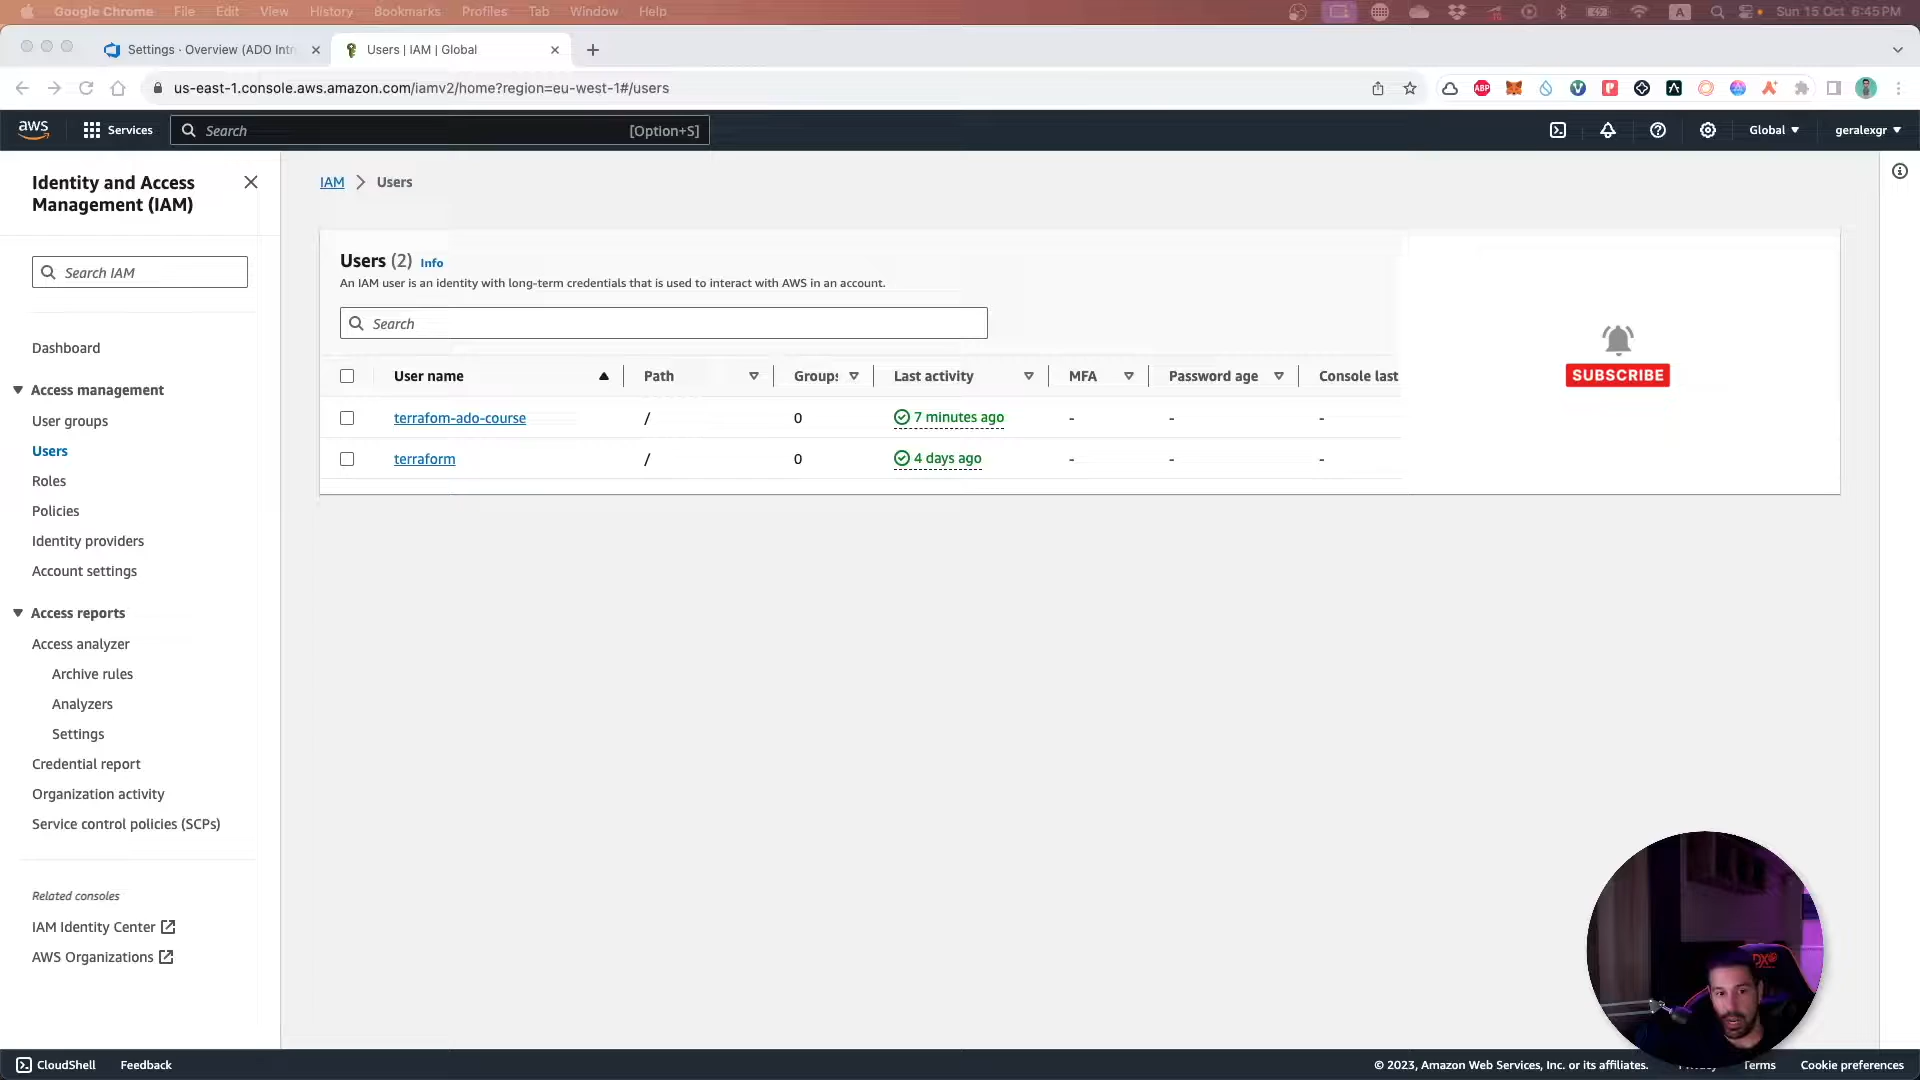 Google Chrome File Edit View History Bookmarks Profiles Tab Window Help A Sun 15 Oct 6:45 PM
Settings · Overview (ADO Intr
Users | IAM | Global
us-east-1.console.aws.amazon.com/iamv2/home?region=eu-west-1#/users
ABP
aws Services Search [Option+S] Global geralexgr
Identity and Access
Management (IAM)
Search IAM
Dashboard
Access management
User groups
Users
Roles
Policies
Identity providers
Account settings
Access reports
Access analyzer
Archive rules
Analyzers
Settings
Credential report
Organization activity
Service control policies (SCPs)
Related consoles
IAM Identity Center
AWS Organizations
IAM > Users
Users (2) Info
An IAM user is an identity with long-term credentials that is used to interact with AWS in an account.
Search
User name Path Groups Last activity MFA Password age Console last
terrafom-ado-course / 0 7 minutes ago - - -
terraform / 0 4 days ago - - -
SUBSCRIBE
DX
CloudShell Feedback © 2023, Amazon Web Services, Inc. or its affiliates. Privacy Terms Cookie preferences